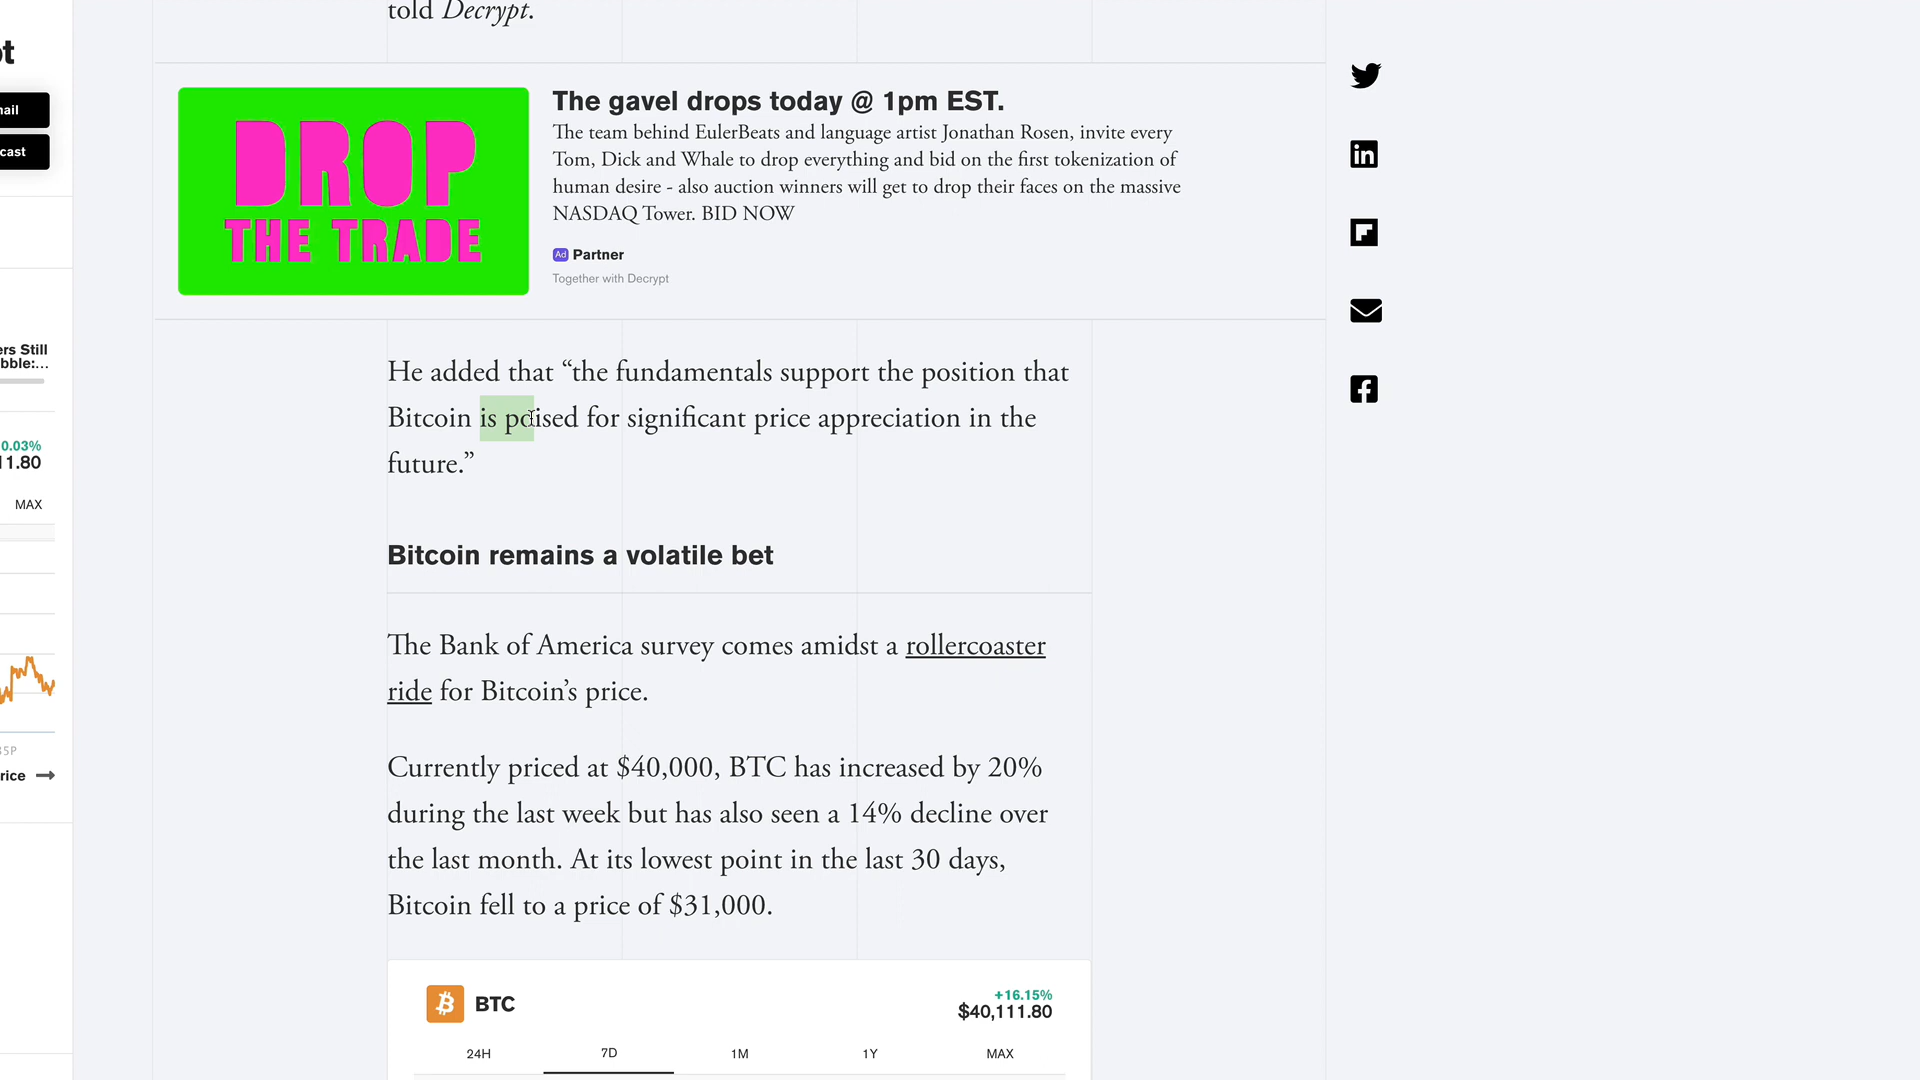 told Decrypt.
DROP
THE TRADE
The gavel drops today @ 1pm EST.
The team behind EulerBeats and language artist Jonathan Rosen, invite every
Tom, Dick and Whale to drop everything and bid on the first tokenization of
human desire - also auction winners will get to drop their faces on the massive
NASDAQ Tower. BID NOW
Ad Partner
Together with Decrypt
He added that “the fundamentals support the position that
Bitcoin is poised for significant price appreciation in the
future.”
Bitcoin remains a volatile bet
The Bank of America survey comes amidst a rollercoaster
ride for Bitcoin’s price.
Currently priced at $40,000, BTC has increased by 20%
during the last week but has also seen a 14% decline over
the last month. At its lowest point in the last 30 days,
Bitcoin fell to a price of $31,000.
BTC
+16.15%
$40,111.80
24H 7D 1M 1Y MAX
Still
0.03%
11.80
MAX